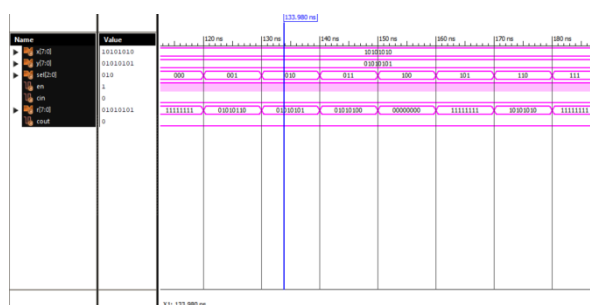 133.980 ns
Name Value 120 ns 130 ns 140 ns 150 ns 160 ns 170 ns 180 ns
x[7:0] 10101010 10101010
y[7:0] 01010101 01010101
sel[2:0] 010 000 001 010 011 100 101 110 111
en 1
cin 0
r[7:0] 01010101 11111111 01010110 01010101 01010100 00000000 11111111 10101010 11111111
cout 0
X1: 133.980 ns